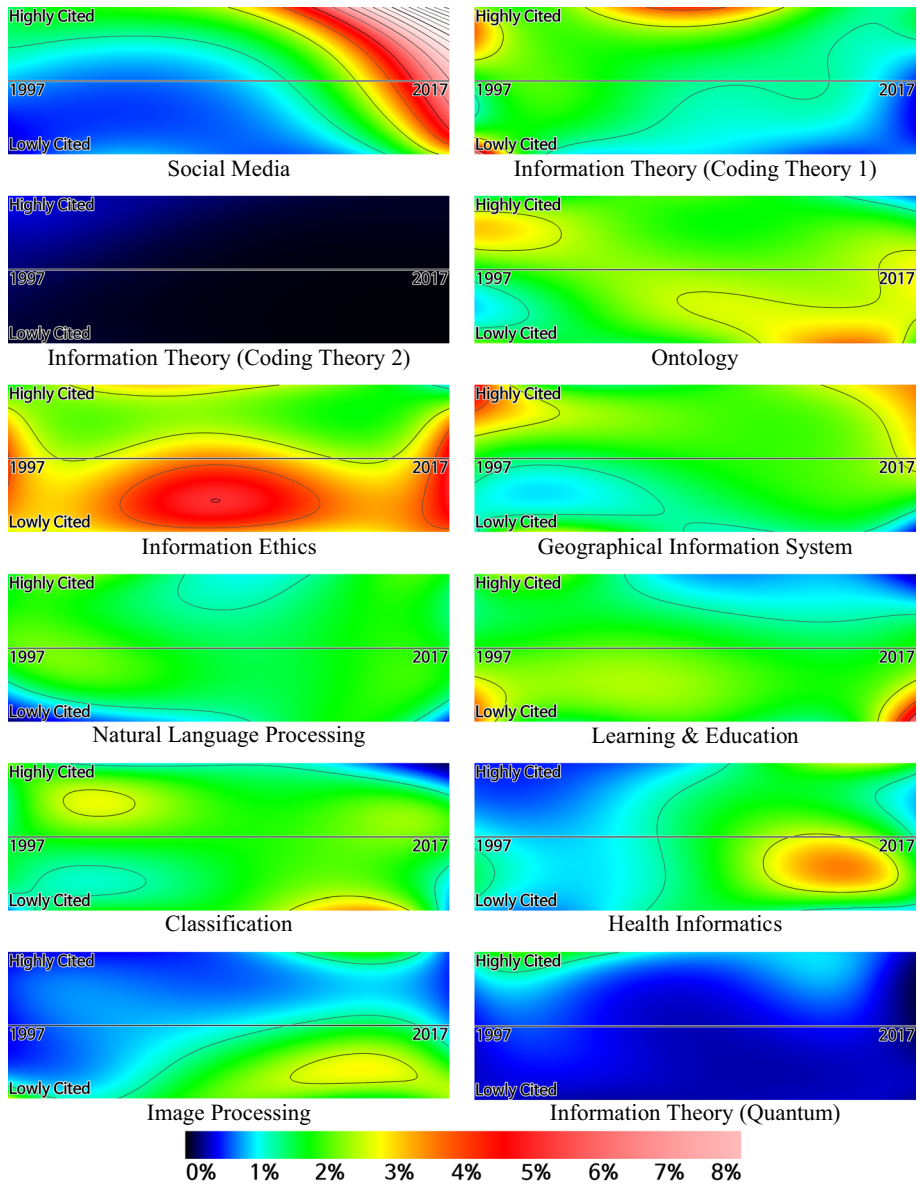 Highly Cited
1997 2017
Lowly Cited
Social Media
Highly Cited
1997 2017
Lowly Cited
Information Theory (Coding Theory 1)
Highly Cited
1997 2017
Lowly Cited
Information Theory (Coding Theory 2)
Highly Cited
1997 2017
Lowly Cited
Ontology
Highly Cited
1997 2017
Lowly Cited
Information Ethics
Highly Cited
1997 2017
Lowly Cited
Geographical Information System
Highly Cited
1997 2017
Lowly Cited
Natural Language Processing
Highly Cited
1997 2017
Lowly Cited
Learning & Education
Highly Cited
1997 2017
Lowly Cited
Classification
Highly Cited
1997 2017
Lowly Cited
Health Informatics
Highly Cited
1997 2017
Lowly Cited
Image Processing
Highly Cited
1997 2017
Lowly Cited
Information Theory (Quantum)
0% 1% 2% 3% 4% 5% 6% 7% 8%